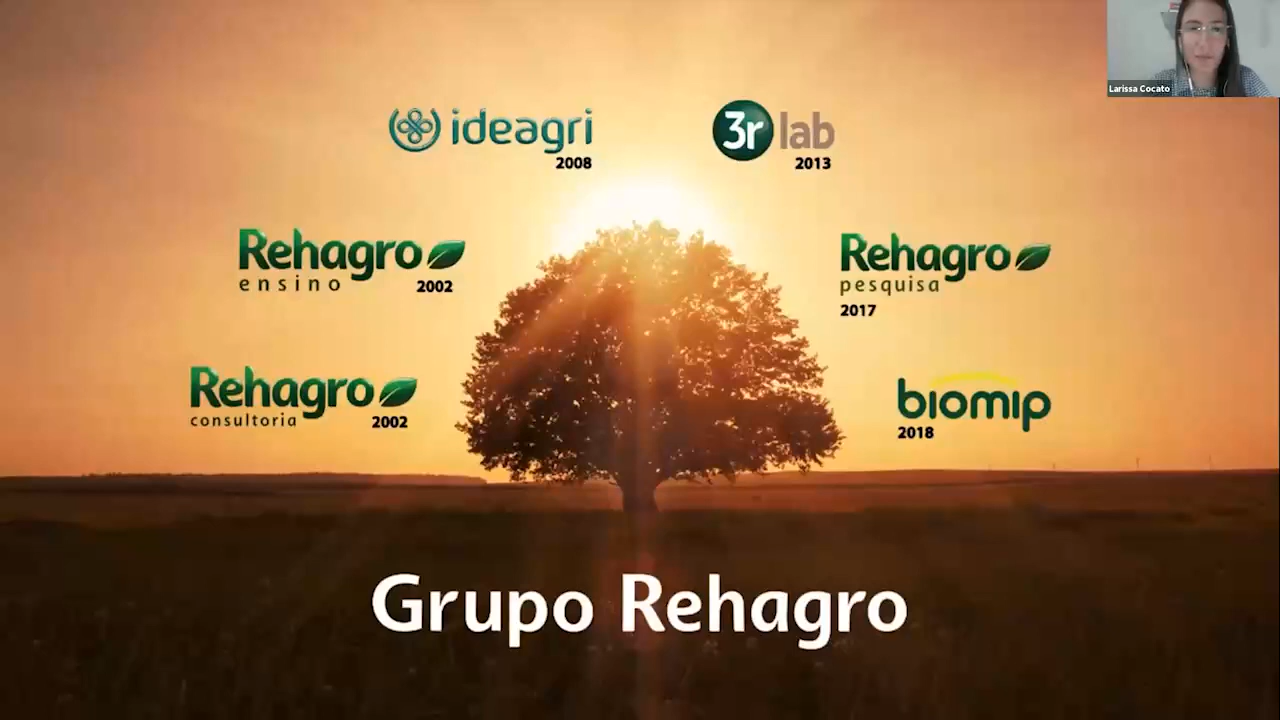 Larissa Cocato
ideagri
2008
3r lab
2013
Rehagro
ensino
2002
Rehagro
pesquisa
2017
Rehagro
consultoria
2002
biomip
2018
Grupo Rehagro